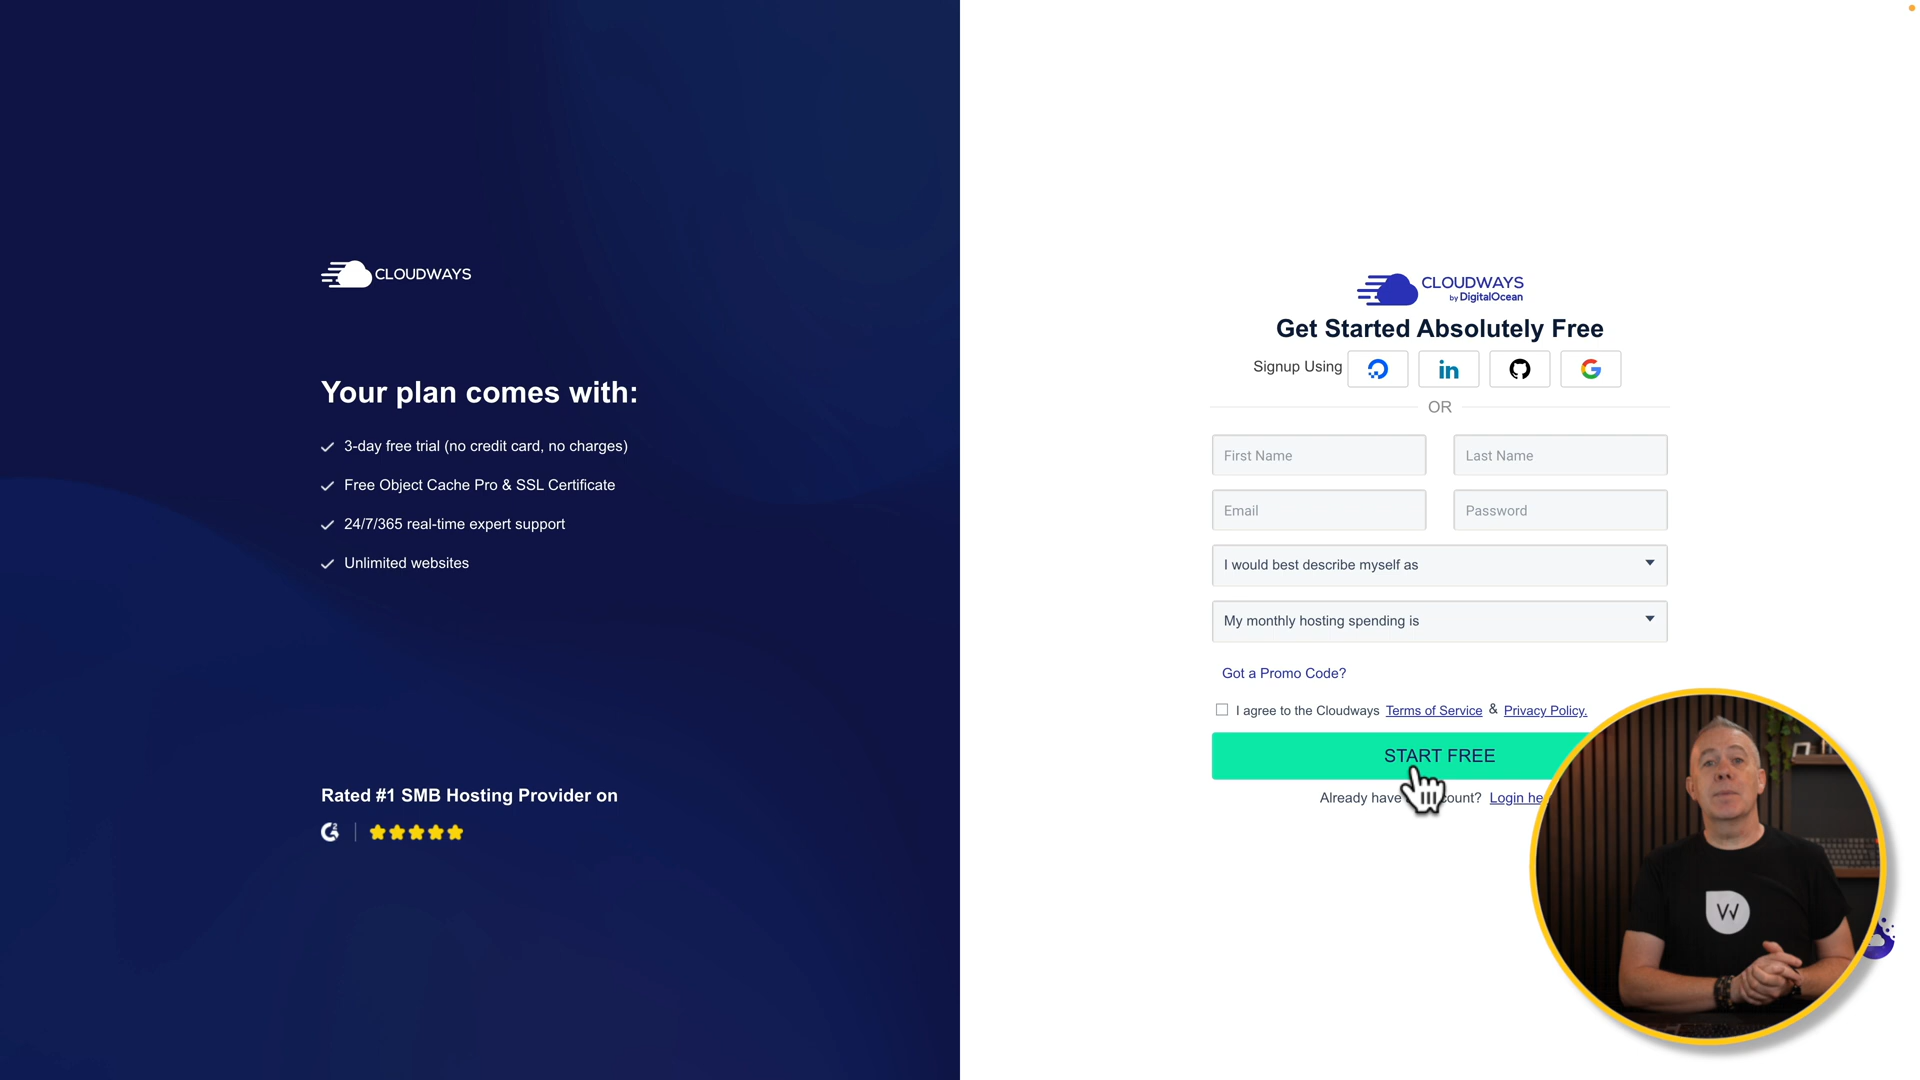 CLOUDWAYS
Your plan comes with:
3-day free trial (no credit card, no charges)
Free Object Cache Pro & SSL Certificate
24/7/365 real-time expert support
Unlimited websites
Rated #1 SMB Hosting Provider on
CLOUDWAYS
by DigitalOcean
Get Started Absolutely Free
Signup Using
OR
First Name
Last Name
Email
Password
I would best describe myself as
My monthly hosting spending is
Got a Promo Code?
I agree to the Cloudways Terms of Service & Privacy Policy.
START FREE
Already have count? Login he
W